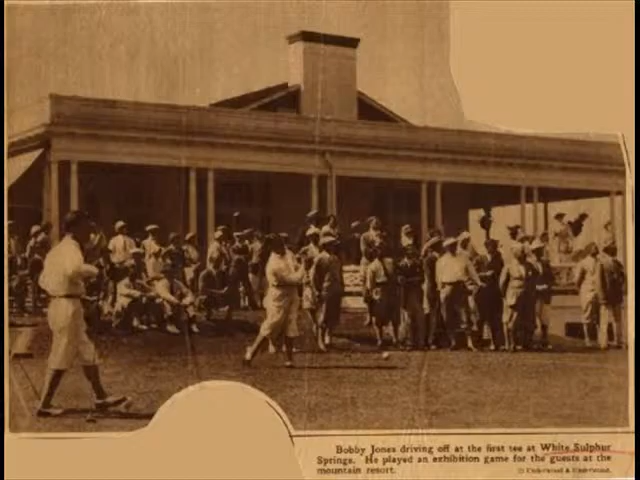 Bobby Jones driving off at the first tee at White Sulphur
Springs. He played an exhibition game for the guests at the
mountain resort.
© Underwood & Underwood.